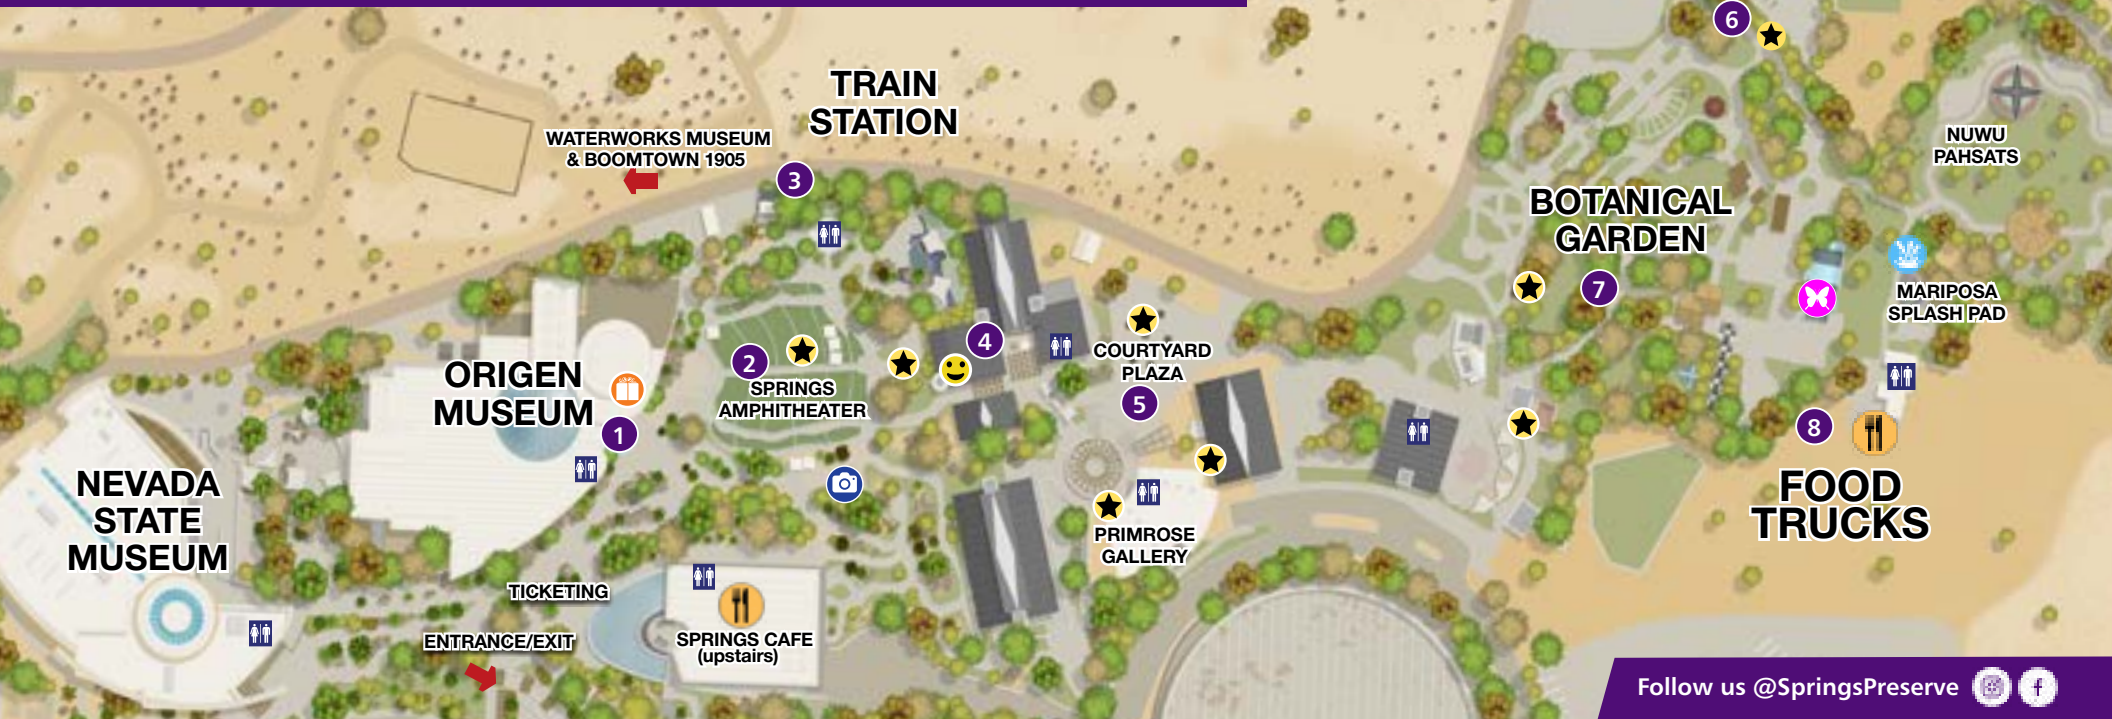 6
TRAIN
STATION
WATERWORKS MUSEUM
& BOOMTOWN 1905
3
NUWU
PAHSATS
BOTANICAL
GARDEN
7
MARIPOSA
SPLASH PAD
4
COURTYARD
PLAZA
5
2
SPRINGS
AMPHITHEATER
ORIGEN
MUSEUM
1
8
FOOD
TRUCKS
NEVADA
STATE
MUSEUM
PRIMROSE
GALLERY
TICKETING
ENTRANCE/EXIT
SPRINGS CAFE
(upstairs)
Follow us @SpringsPreserve